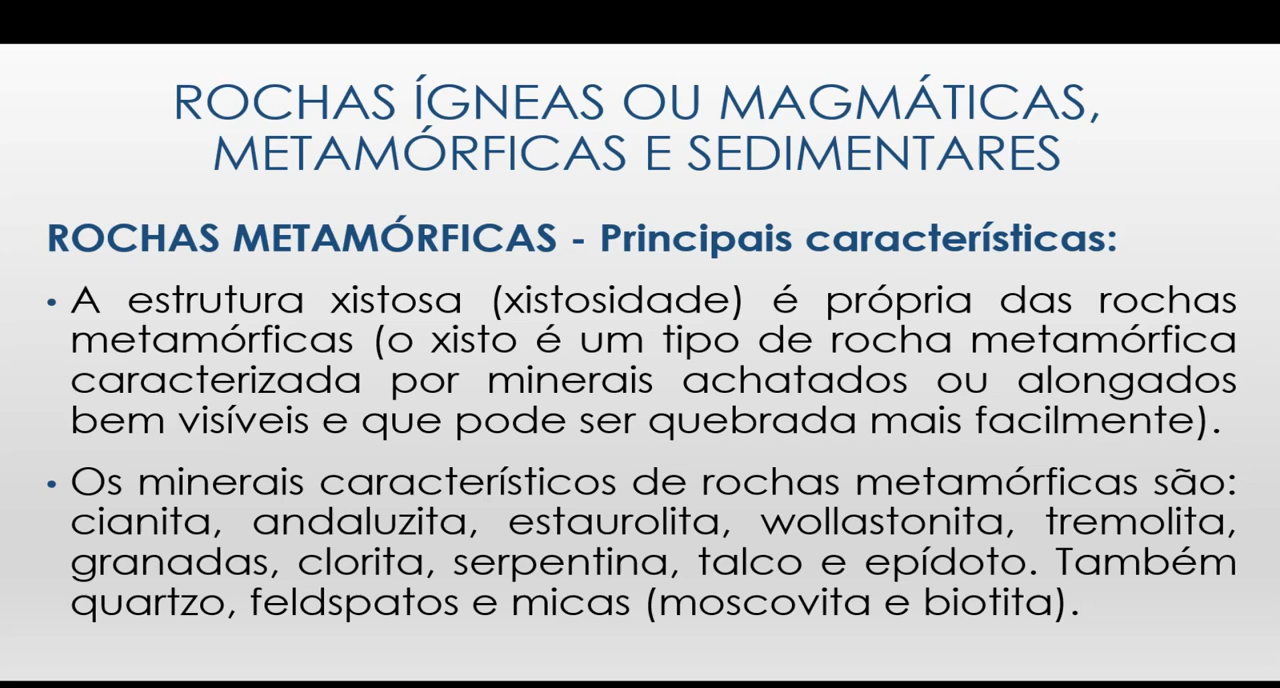 ROCHAS ÍGNEAS OU MAGMÁTICAS,
METAMÓRFICAS E SEDIMENTARES
ROCHAS METAMÓRFICAS - Principais características:
• A estrutura xistosa (xistosidade) é própria das rochas
metamórficas (o xisto é um tipo de rocha metamórfica
caracterizada por minerais achatados ou alongados
bem visíveis e que pode ser quebrada mais facilmente).
• Os minerais característicos de rochas metamórficas são:
cianita, andaluzita, estaurolita, wollastonita, tremolita,
granadas, clorita, serpentina, talco e epídoto. Também
quartzo, feldspatos e micas (moscovita e biotita).